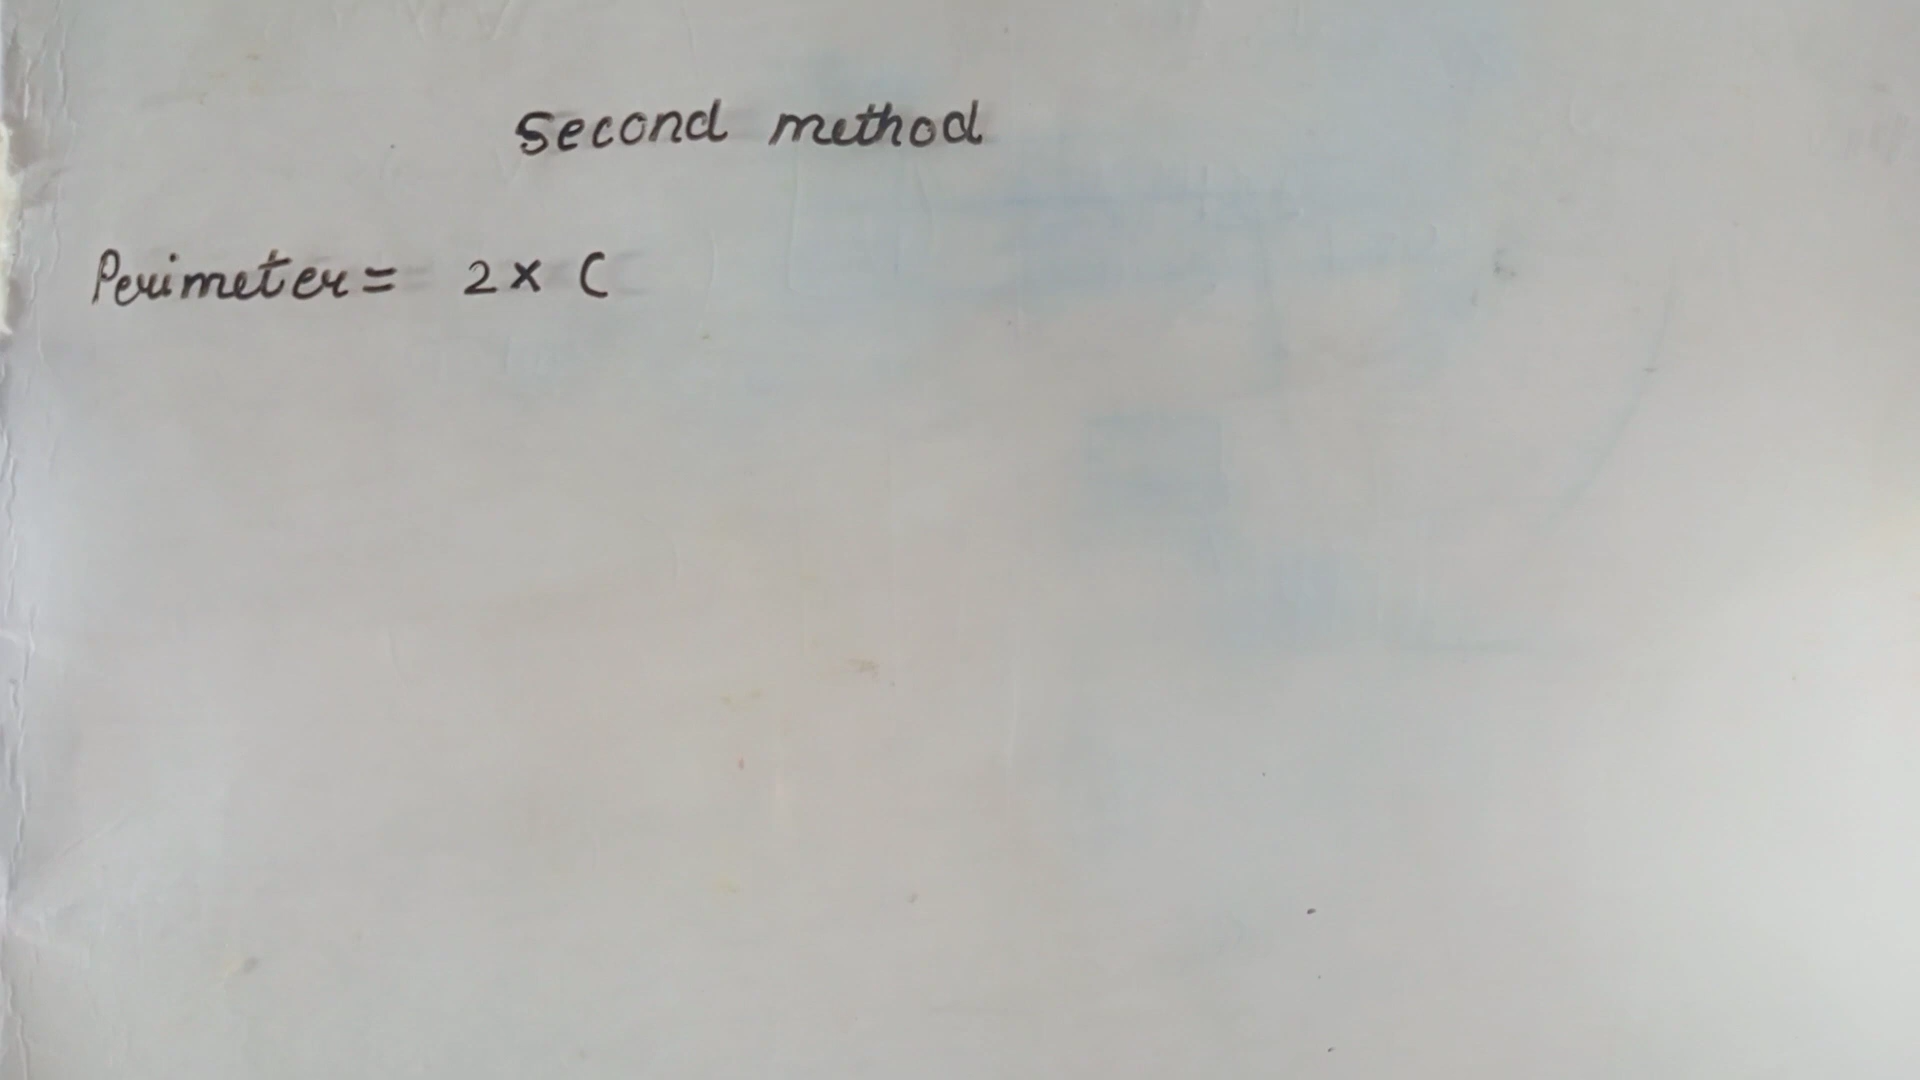 Second method
Perimeter = 2 × (